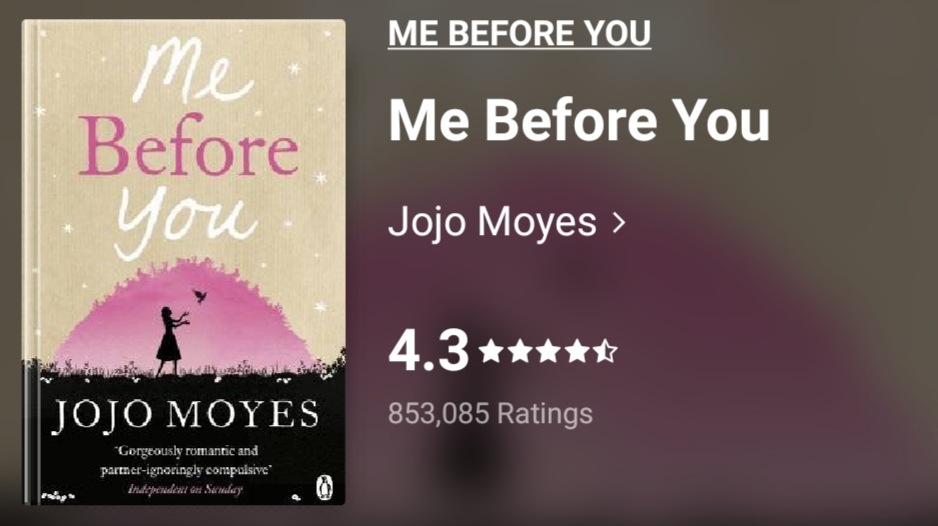 Me
Before
You
JOJO MOYES
'Gorgeously romantic and
partner-ignoringly compulsive'
Independent on Sunday
ME BEFORE YOU
Me Before You
Jojo Moyes >
4.3
853,085 Ratings